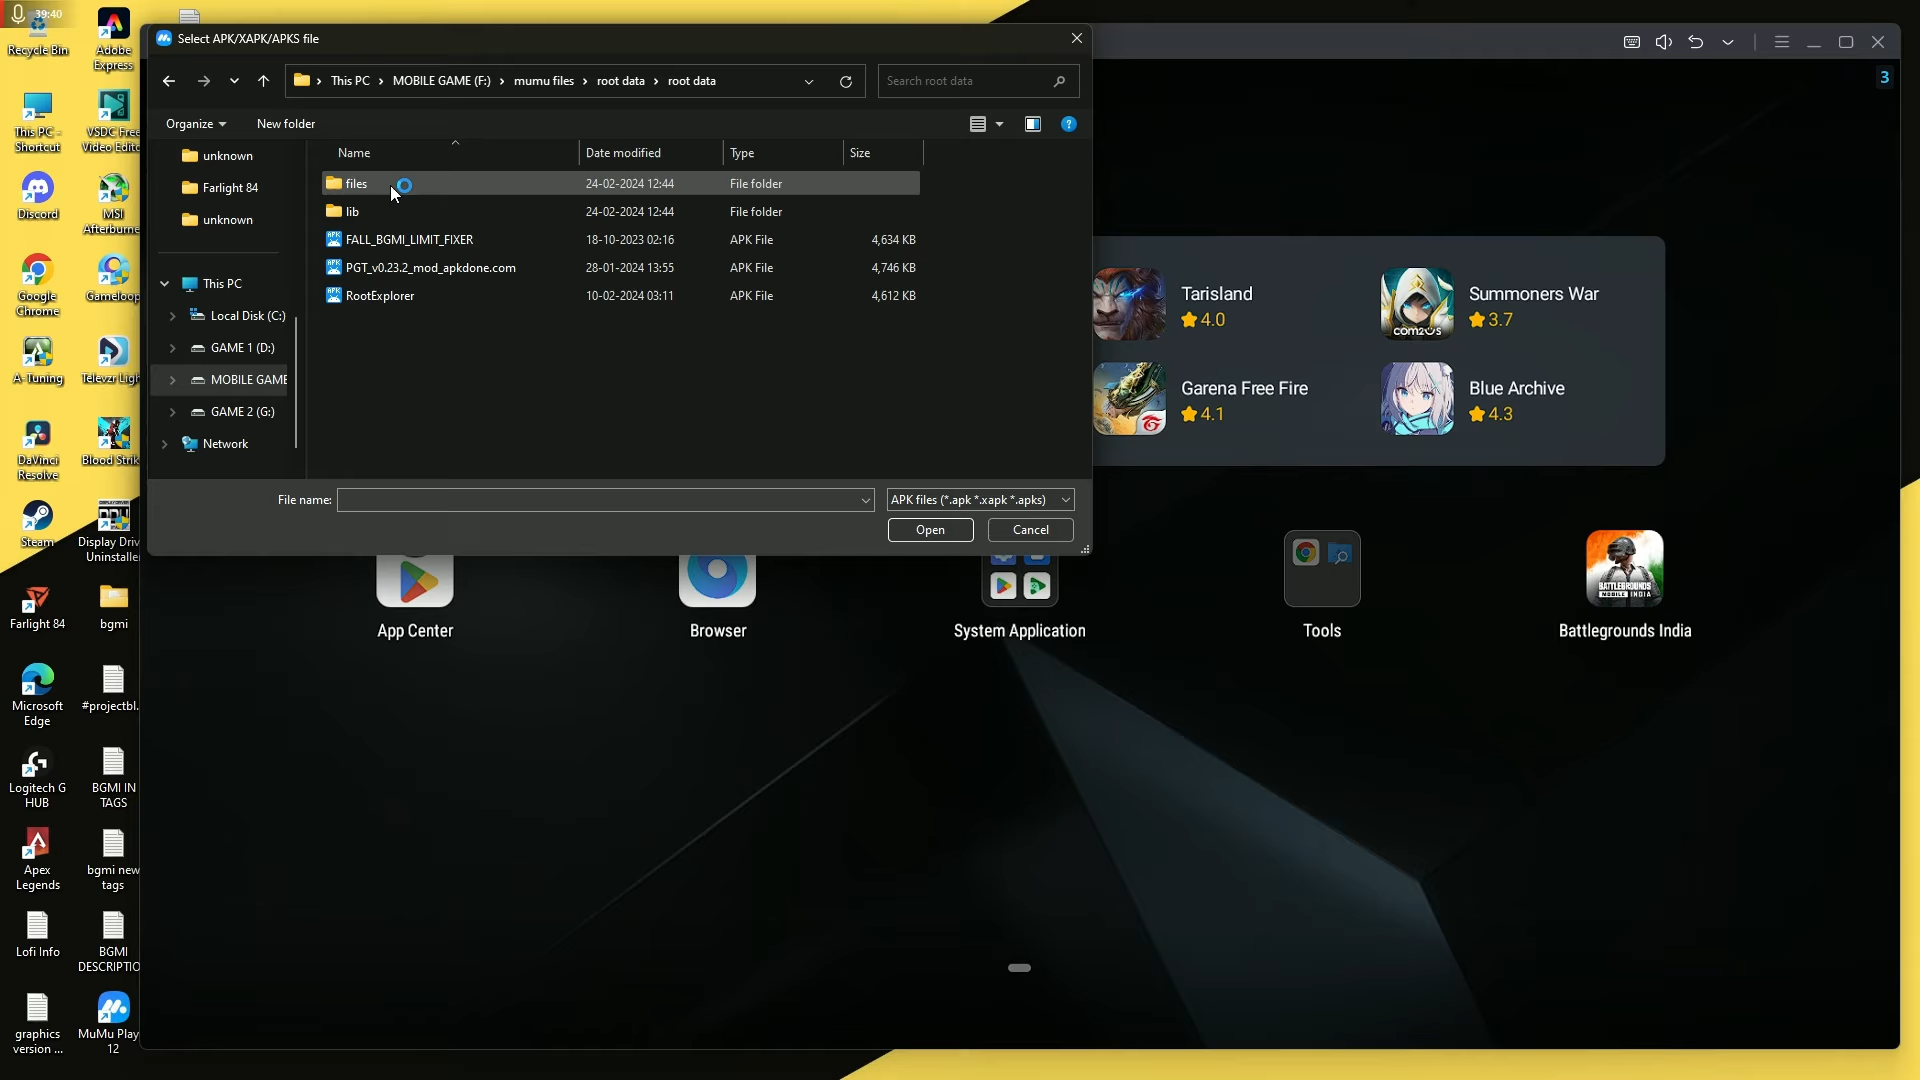 39:40
Recycle Bin
Adobe Express
This PC - Shortcut
VSDC Free Video Edito
Discord
MSI Afterburne
Google Chrome
Gameloop
A-Tuning
DaVinci Resolve
Blood Strik
Steam
Display Driv Uninstalle
Farlight 84
bgmi
Microsoft Edge
#projectbl...
Logitech G HUB
BGMI IN TAGS
Apex Legends
bgmi new tags
Lofi Info
BGMI DESCRIPTIO
graphics version ...
MuMu Play 12
Select APK/XAPK/APKS file
This PC > MOBILE GAME (F:) > mumu files > root data > root data
Search root data
Organize
New folder
unknown
Farlight 84
unknown
This PC
Local Disk (C:)
GAME 1 (D:)
MOBILE GAME
GAME 2 (G:)
Network
Name Date modified Type Size
files 24-02-2024 12:44 File folder
lib 24-02-2024 12:44 File folder
FALL_BGMI_LIMIT_FIXER 18-10-2023 02:16 APK File 4,634 KB
PGT_v0.23.2_mod_apkdone.com 28-01-2024 13:55 APK File 4,746 KB
RootExplorer 10-02-2024 03:11 APK File 4,612 KB
File name:
APK files (*.apk *.xapk *.apks)
Open
Cancel
3
Tarisland
4.0
Summoners War
3.7
com2us
Garena Free Fire
4.1
Blue Archive
4.3
App Center
Browser
System Application
Tools
BATTLEGROUNDS
MOBILE INDIA
Battlegrounds India